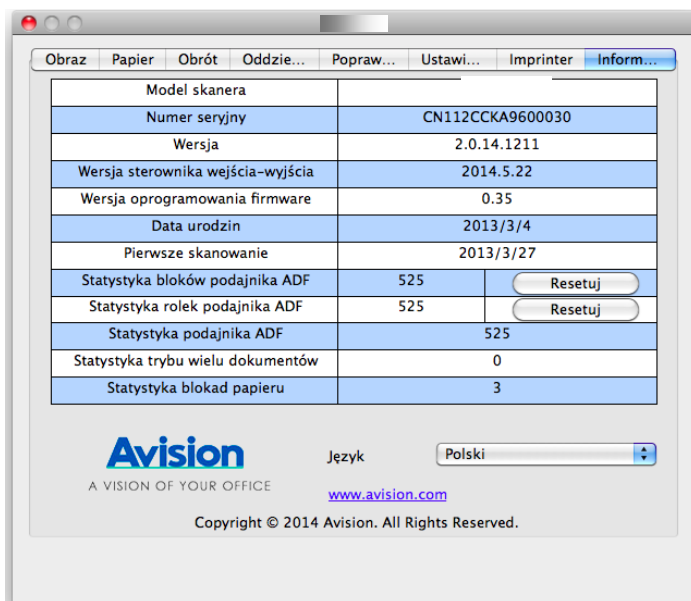 Obraz Papier Obrót Oddzie... Popraw... Ustawi... Imprinter Inform...
Model skanera
Numer seryjny CN112CCKA9600030
Wersja 2.0.14.1211
Wersja sterownika wejścia-wyjścia 2014.5.22
Wersja oprogramowania firmware 0.35
Data urodzin 2013/3/4
Pierwsze skanowanie 2013/3/27
Statystyka bloków podajnika ADF 525 Resetuj
Statystyka rolek podajnika ADF 525 Resetuj
Statystyka podajnika ADF 525
Statystyka trybu wielu dokumentów 0
Statystyka blokad papieru 3
Avision
A VISION OF YOUR OFFICE
Język Polski
www.avision.com
Copyright © 2014 Avision. All Rights Reserved.